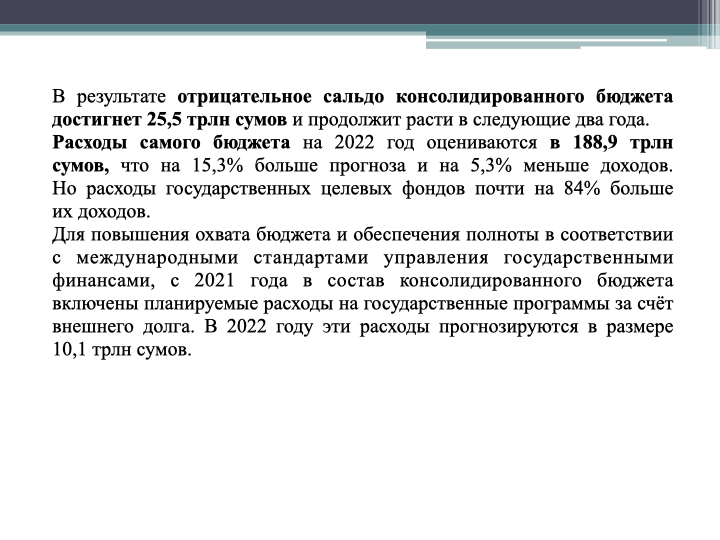 В результате отрицательное сальдо консолидированного бюджета
достигнет 25,5 трлн сумов и продолжит расти в следующие два года.
Расходы самого бюджета на 2022 год оцениваются в 188,9 трлн
сумов, что на 15,3% больше прогноза и на 5,3% меньше доходов.
Но расходы государственных целевых фондов почти на 84% больше
их доходов.
Для повышения охвата бюджета и обеспечения полноты в соответствии
с международными стандартами управления государственными
финансами, с 2021 года в состав консолидированного бюджета
включены планируемые расходы на государственные программы за счёт
внешнего долга. В 2022 году эти расходы прогнозируются в размере
10,1 трлн сумов.